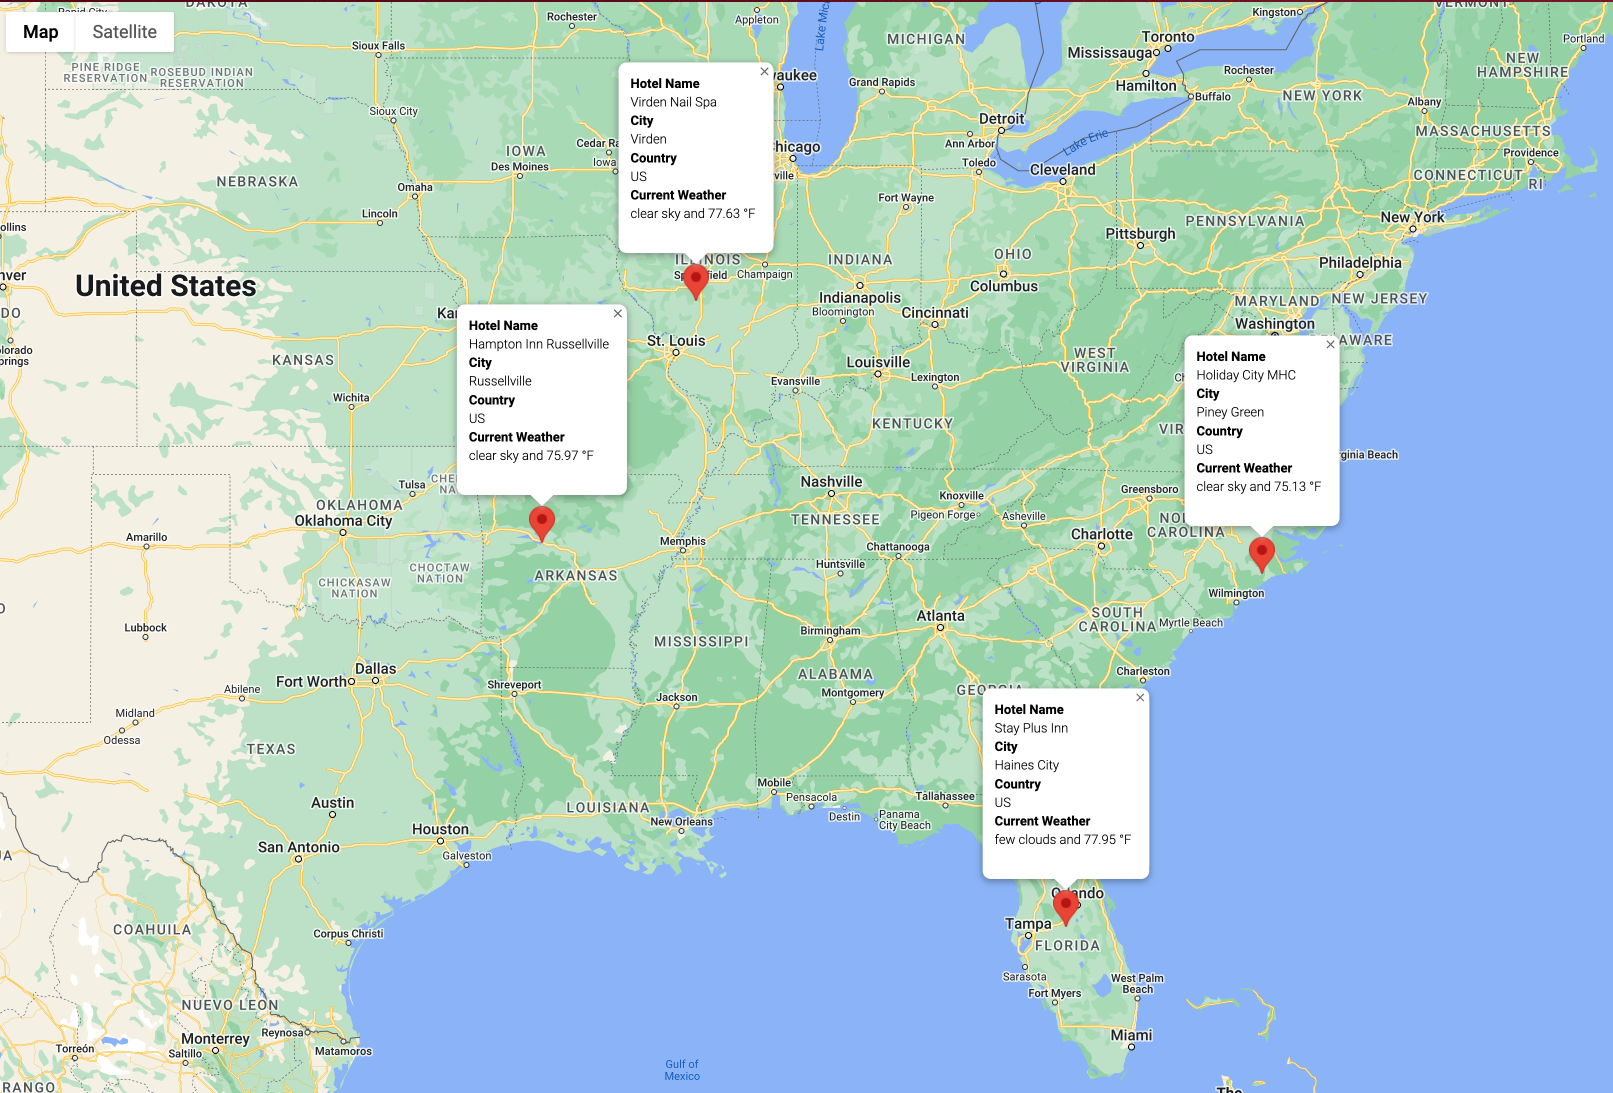 Map
Satellite
DAKOTA
Rapid City
PINE RIDGE
RESERVATION
ROSEBUD INDIAN
RESERVATION
Sioux Falls
Rochester
Appleton
Lake Mic
MICHIGAN
Kingston
VERMONT
Portland
Toronto
Mississauga
Hamilton
Rochester
Buffalo
NEW YORK
NEW
HAMPSHIRE
Albany
MASSACHUSETTS
Providence
CONNECTICUT
RI
Sioux City
Grand Rapids
waukee
Detroit
Ann Arbor
Lake Erie
Toledo
Cleveland
Chicago
ville
IOWA
Cedar Ra
Iowa
Des Moines
NEBRASKA
Omaha
Lincoln
Fort Wayne
PENNSYLVANIA
New York
Pittsburgh
Philadelphia
Hotel Name
Virden Nail Spa
City
Virden
Country
US
Current Weather
clear sky and 77.63 °F
ollins
nver
United States
DO
olorado
prings
ILLINOIS
Champaign
INDIANA
OHIO
Columbus
Indianapolis
Bloomington
Cincinnati
MARYLAND
NEW JERSEY
Washington
AWARE
Kan
KANSAS
Wichita
St. Louis
Louisville
Evansville
Lexington
WEST
VIRGINIA
KENTUCKY
Hotel Name
Hampton Inn Russellville
City
Russellville
Country
US
Current Weather
clear sky and 75.97 °F
Hotel Name
Holiday City MHC
City
Piney Green
Country
US
Current Weather
clear sky and 75.13 °F
Ch
VIR
rginia Beach
Tulsa
CHE
NA
OKLAHOMA
Oklahoma City
Amarillo
Nashville
Knoxville
Pigeon Forge
TENNESSEE
Greensboro
Asheville
Charlotte
NO
CAROLINA
Memphis
Chattanooga
Huntsville
ARKANSAS
CHOCTAW
NATION
CHICKASAW
NATION
Wilmington
Lubbock
Atlanta
SOUTH
CAROLINA
Myrtle Beach
MISSISSIPPI
Birmingham
ALABAMA
Montgomery
Charleston
GEORGIA
Dallas
Fort Worth
Abilene
Shreveport
Jackson
Midland
Odessa
TEXAS
Hotel Name
Stay Plus Inn
City
Haines City
Country
US
Current Weather
few clouds and 77.95 °F
Mobile
Pensacola
Destin
Tallahassee
Panama
City Beach
LOUISIANA
New Orleans
Austin
Houston
San Antonio
Galveston
UA
COAHUILA
Corpus Christi
Orlando
Tampa
FLORIDA
Sarasota
West Palm
Beach
Fort Myers
Miami
NUEVO LEON
Reynosa
Monterrey
Matamoros
Saltillo
Torreón
RANGO
Gulf of
Mexico
The